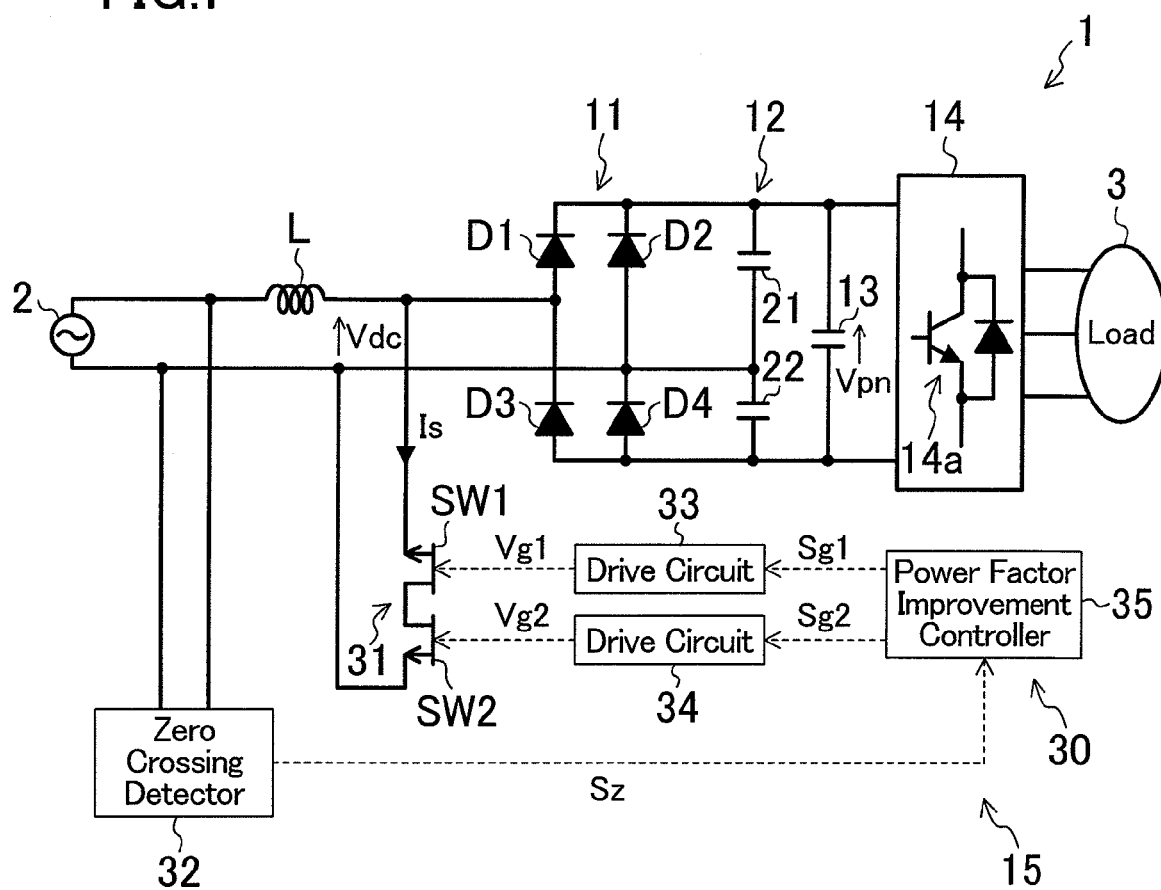 FIG.1
1
11
12
14
3
L
D1
D2
2
21
13
Vdc
Load
22
Vpn
D3
D4
Is
14a
SW1
33
Vg1
Drive Circuit
Sg1
Power Factor
Improvement
Controller
35
Vg2
Drive Circuit
Sg2
31
SW2
34
Zero
Crossing
Detector
30
Sz
32
15